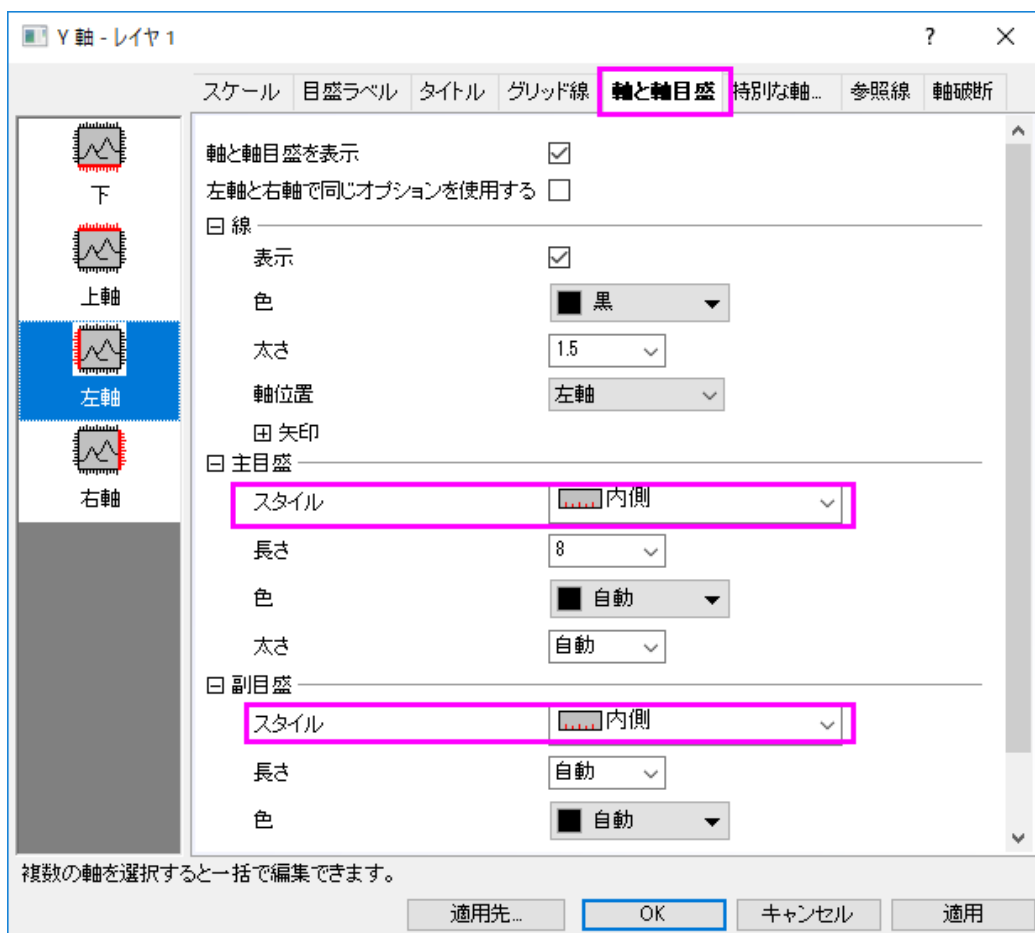 Y 軸 - レイヤ 1 ?
スケール 目盛ラベル タイトル グリッド線 軸と軸目盛 特別な軸... 参照線 軸破断
下
上軸
左軸
右軸
軸と軸目盛を表示
左軸と右軸で同じオプションを使用する
線
表示
色 黒
太さ 1.5
軸位置 左軸
矢印
主目盛
スタイル 内側
長さ 8
色 自動
太さ 自動
副目盛
スタイル 内側
長さ 自動
色 自動
複数の軸を選択すると一括で編集できます。
適用先... OK キャンセル 適用